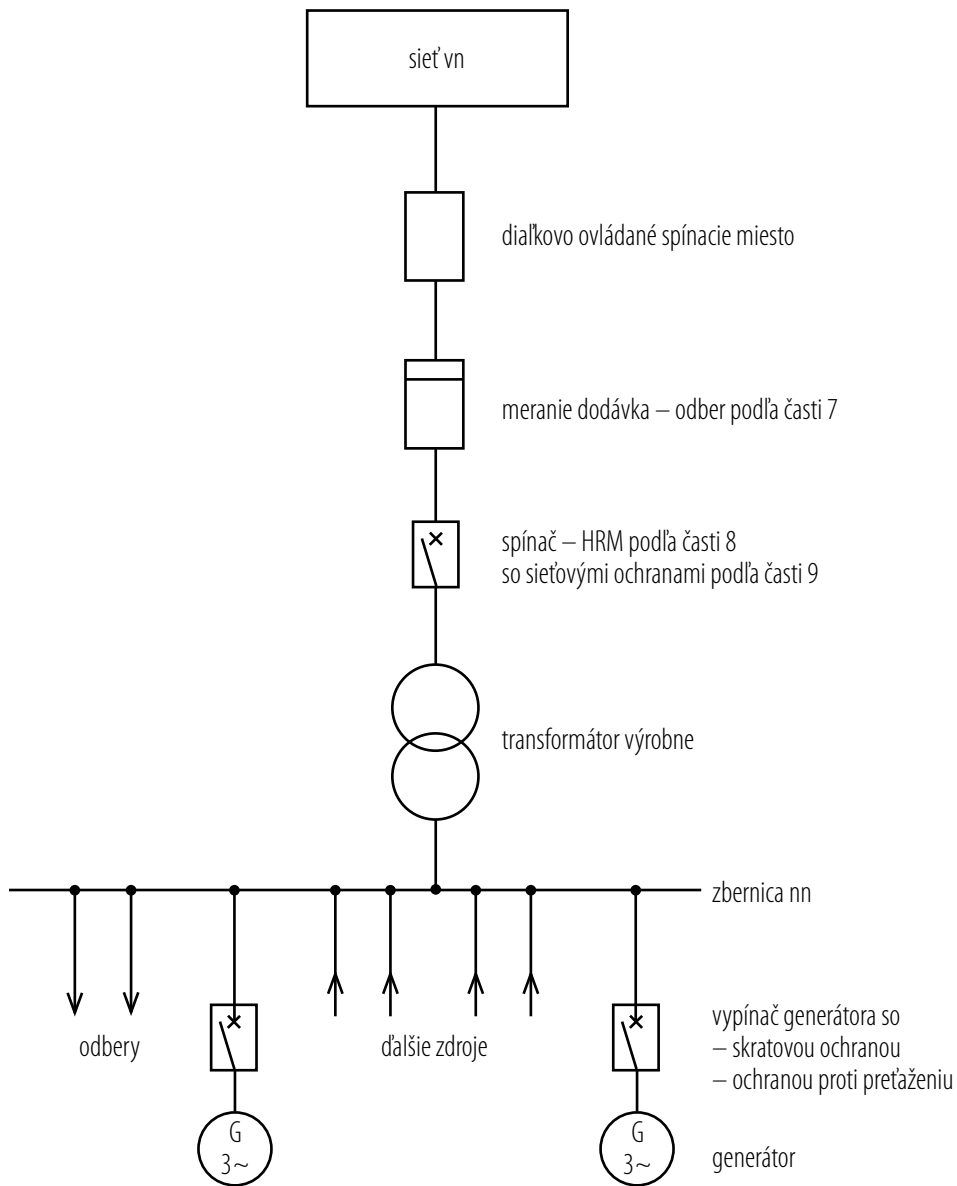 sieť vn
diaľkovo ovládané spínacie miesto
meranie dodávka – odber podľa časti 7
spínač – HRM podľa časti 8
so sieťovými ochranami podľa časti 9
transformátor výrobne
zbernica nn
odbery
ďalšie zdroje
vypínač generátora so
– skratovou ochranou
– ochranou proti preťaženiu
G
3~
G
3~
generátor